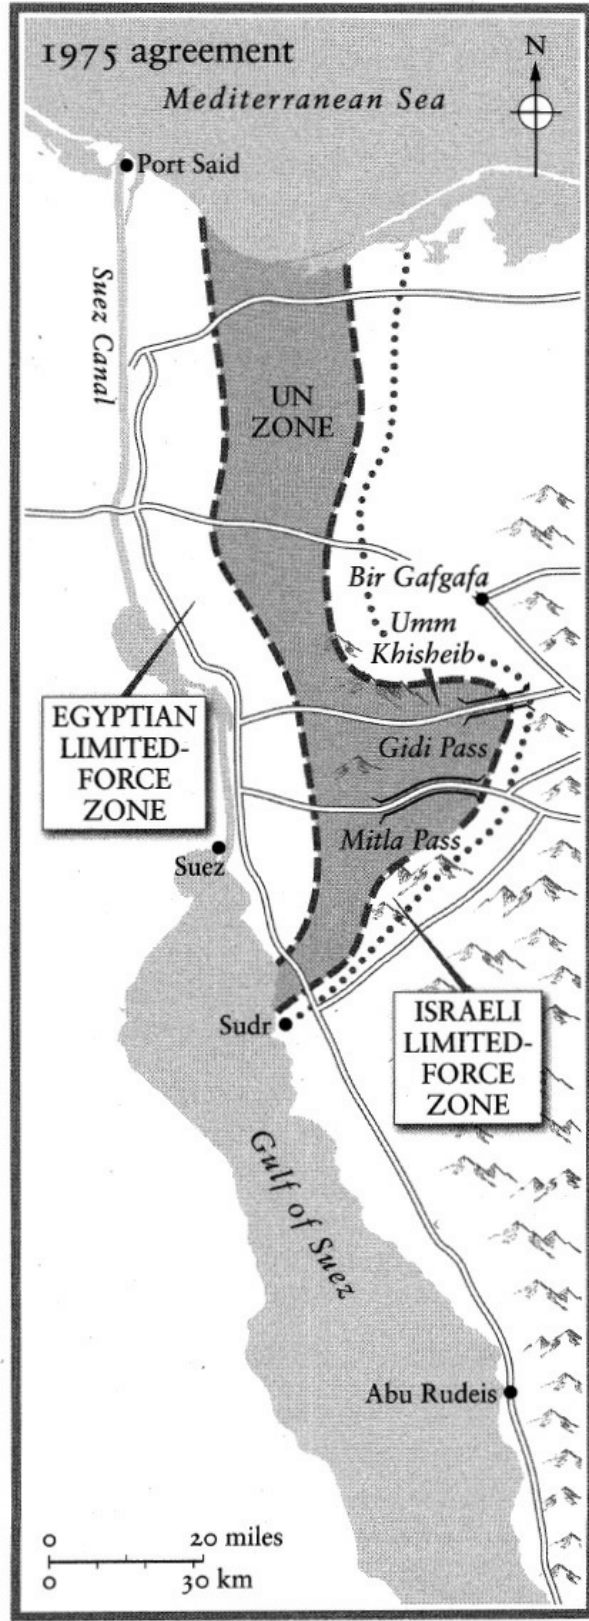 1975 agreement
Mediterranean Sea
N
Port Said
Suez Canal
UN
ZONE
Bir Gafgafa
Umm
Khisheib
EGYPTIAN
LIMITED-
FORCE
ZONE
Gidi Pass
Mitla Pass
Suez
Sudr
ISRAELI
LIMITED-
FORCE
ZONE
Gulf of Suez
Abu Rudeis
0 20 miles
0 30 km